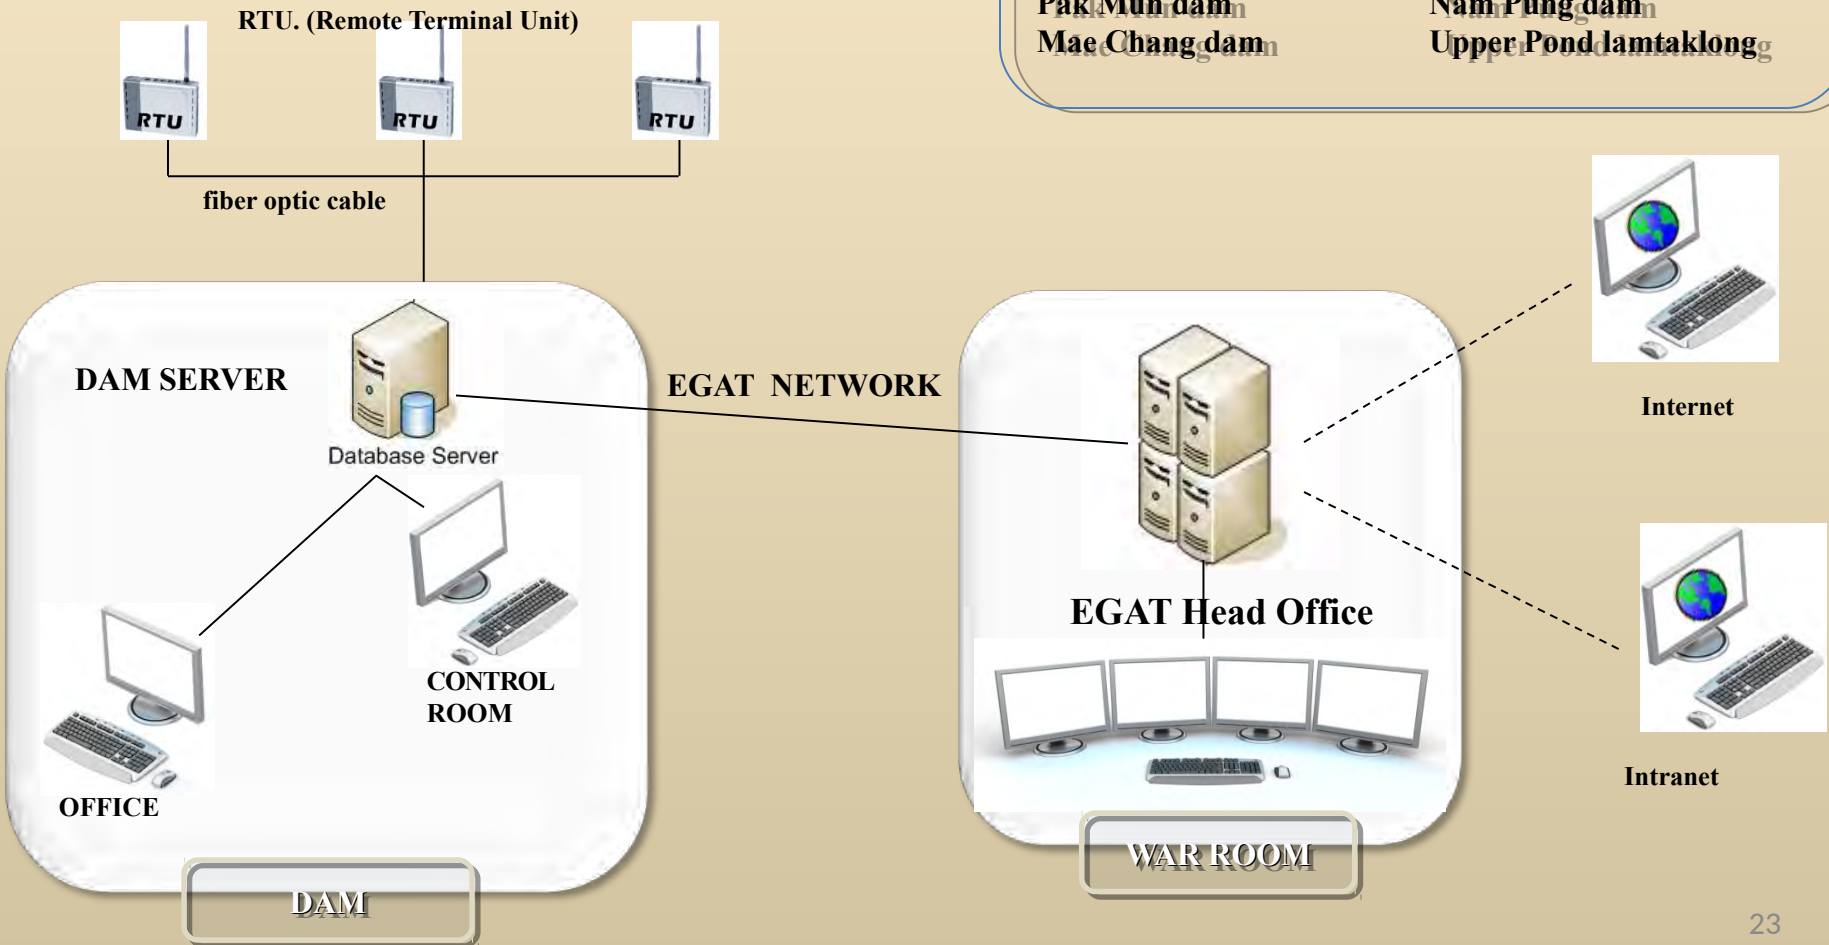 RTU. (Remote Terminal Unit)
Pak Mun dam
Nam Pung dam
Mae Chang dam
Upper Pond lamtaklong
RTU
RTU
RTU
fiber optic cable
DAM SERVER
Database Server
EGAT NETWORK
Internet
CONTROL
ROOM
OFFICE
EGAT Head Office
Intranet
WAR ROOM
DAM
23